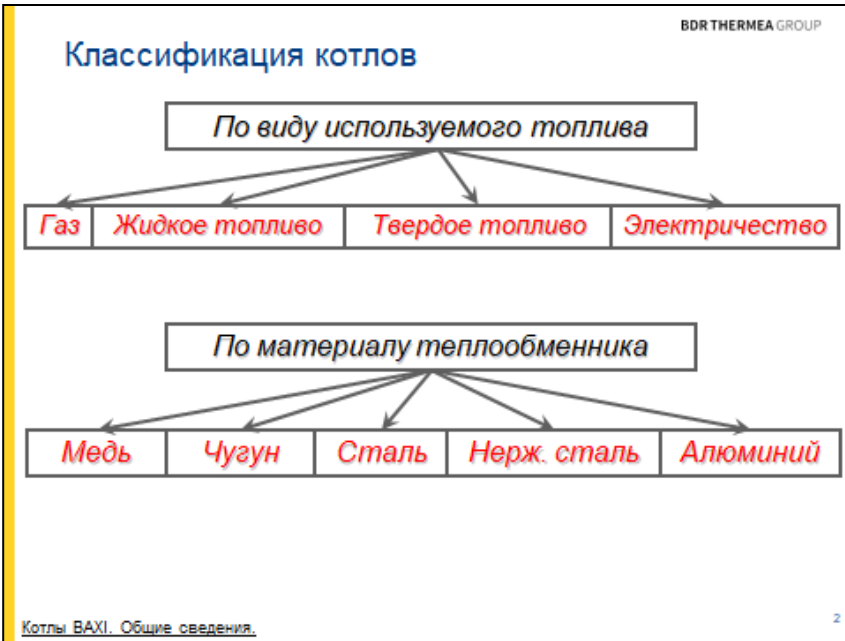 BDR THERMEA GROUP
Классификация котлов
По виду используемого топлива
Газ Жидкое топливо Твердое топливо Электричество
По материалу теплообменника
Медь Чугун Сталь Нерж. сталь Алюминий
Котлы BAXI. Общие сведения.
2